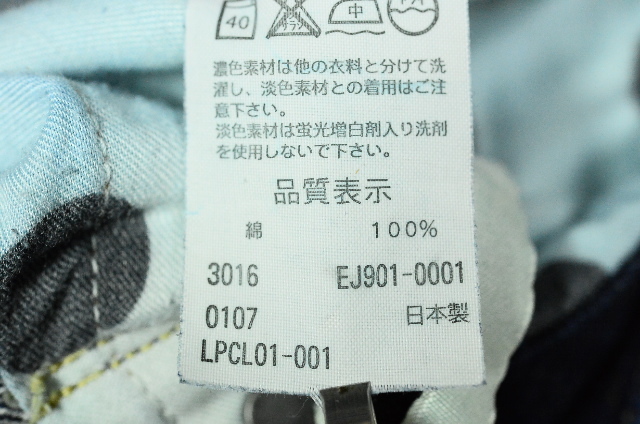 40
中
濃色素材は他の衣料と分けて洗
濯し、淡色素材との着用はご注
意下さい。
淡色素材は蛍光増白剤入り洗剤
を使用しないで下さい。
品質表示
綿 100%
3016 EJ901-0001
0107 日本製
LPCL01-001